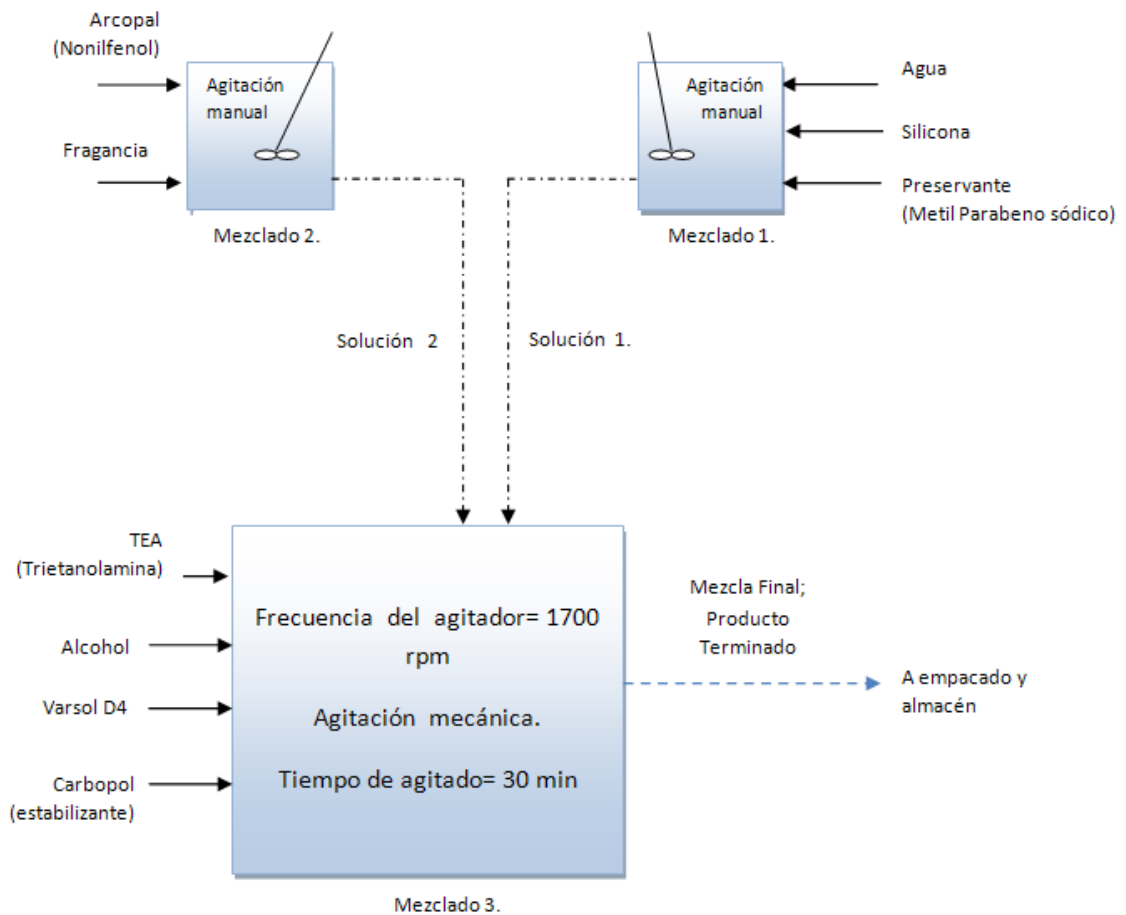 Arcopal
(Nonilfenol)
Fragancia
Agitación
manual
Mezclado 2.
Agitación
manual
Mezclado 1.
Agua
Silicona
Preservante
(Metil Parabeno sódico)
Solución 2
Solución 1.
TEA
(Trietanolamina)
Alcohol
Varsol D4
Carbopol
(estabilizante)
Frecuencia del agitador= 1700
rpm
Agitación mecánica.
Tiempo de agitado= 30 min
Mezclado 3.
Mezcla Final;
Producto
Terminado
A empacado y
almacén